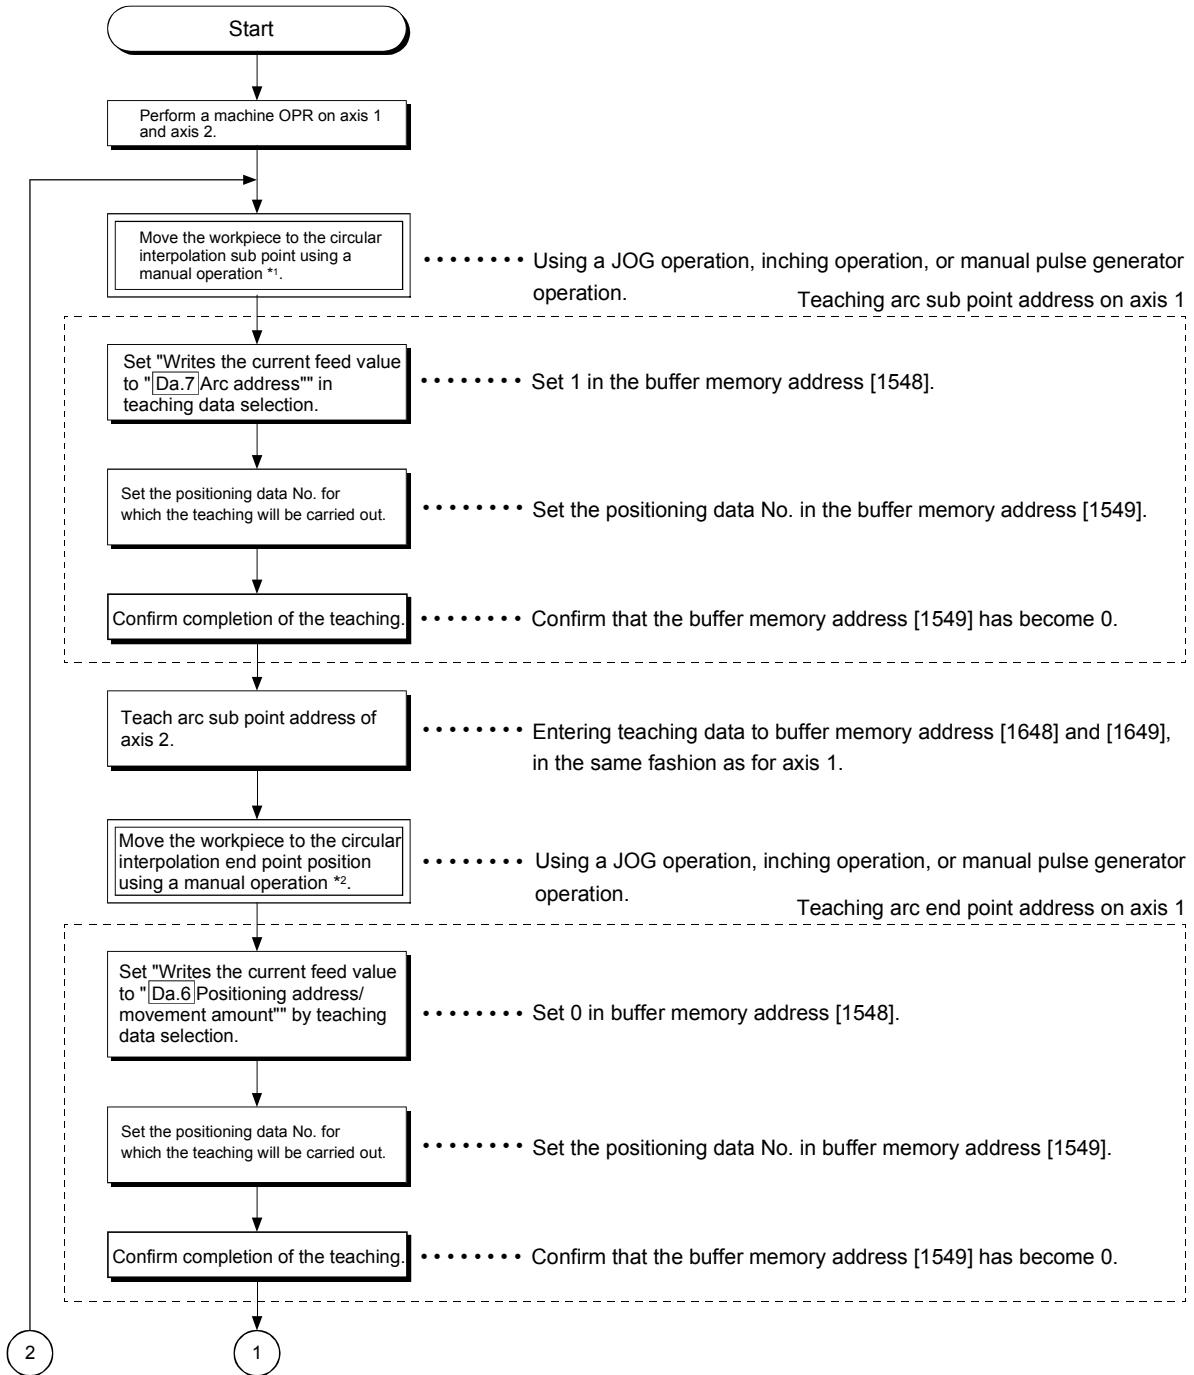 Start
Perform a machine OPR on axis 1
and axis 2.
Move the workpiece to the circular
interpolation sub point using a
manual operation *1.
• • • • • • • • Using a JOG operation, inching operation, or manual pulse generator
operation.
Teaching arc sub point address on axis 1
Set "Writes the current feed value
to " Da.7 Arc address"" in
teaching data selection.
• • • • • • • • Set 1 in the buffer memory address [1548].
Set the positioning data No. for
which the teaching will be carried out.
• • • • • • • • Set the positioning data No. in the buffer memory address [1549].
Confirm completion of the teaching.
• • • • • • • • Confirm that the buffer memory address [1549] has become 0.
Teach arc sub point address of
axis 2.
• • • • • • • • Entering teaching data to buffer memory address [1648] and [1649],
in the same fashion as for axis 1.
Move the workpiece to the circular
interpolation end point position
using a manual operation *2.
• • • • • • • • Using a JOG operation, inching operation, or manual pulse generator
operation.
Teaching arc end point address on axis 1
Set "Writes the current feed value
to " Da.6 Positioning address/
movement amount"" by teaching
data selection.
• • • • • • • • Set 0 in buffer memory address [1548].
Set the positioning data No. for
which the teaching will be carried out.
• • • • • • • • Set the positioning data No. in buffer memory address [1549].
Confirm completion of the teaching.
• • • • • • • • Confirm that the buffer memory address [1549] has become 0.
2
1